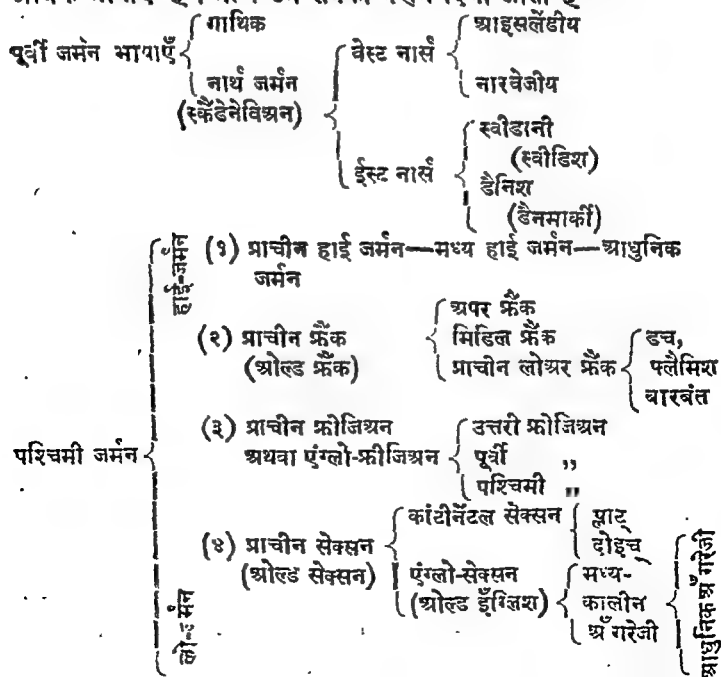 गाथिक
पूर्वी जर्मन भाषाएँ
नार्थ जर्मन
(स्कैंडेनेविअन)
वेस्ट नार्स
आइसलेंडीय
नारवेजीय
ईस्ट नार्स
स्वीडानी
(स्वीडिश)
डैनिश
(डैनमार्की)
पश्चिमी जर्मन
हाई-जर्मन
(१) प्राचीन हाई जर्मन—मध्य हाई जर्मन—आधुनिक
जर्मन
(२) प्राचीन फ्रैंक
(ओल्ड फ्रैंक)
अपर फ्रैंक
मिडिल फ्रैंक
प्राचीन लोअर फ्रैंक
डच,
फ्लैमिश
बारबंत
(३) प्राचीन फ्रीजिअन
अथवा एंग्लो-फ्रीजिअन
उत्तरी फ्रीजिअन
पूर्वी ,,
पश्चिमी ,,
लो-जर्मन
(४) प्राचीन सेक्सन
(ओल्ड सेक्सन)
कांटीनेंटल सेक्सन
प्लाट्
दोइच्
एंग्लो-सेक्सन
(ओल्ड इँग्लिश)
मध्य-
कालीन
अँगरेजी
आधुनिक अँगरेजी